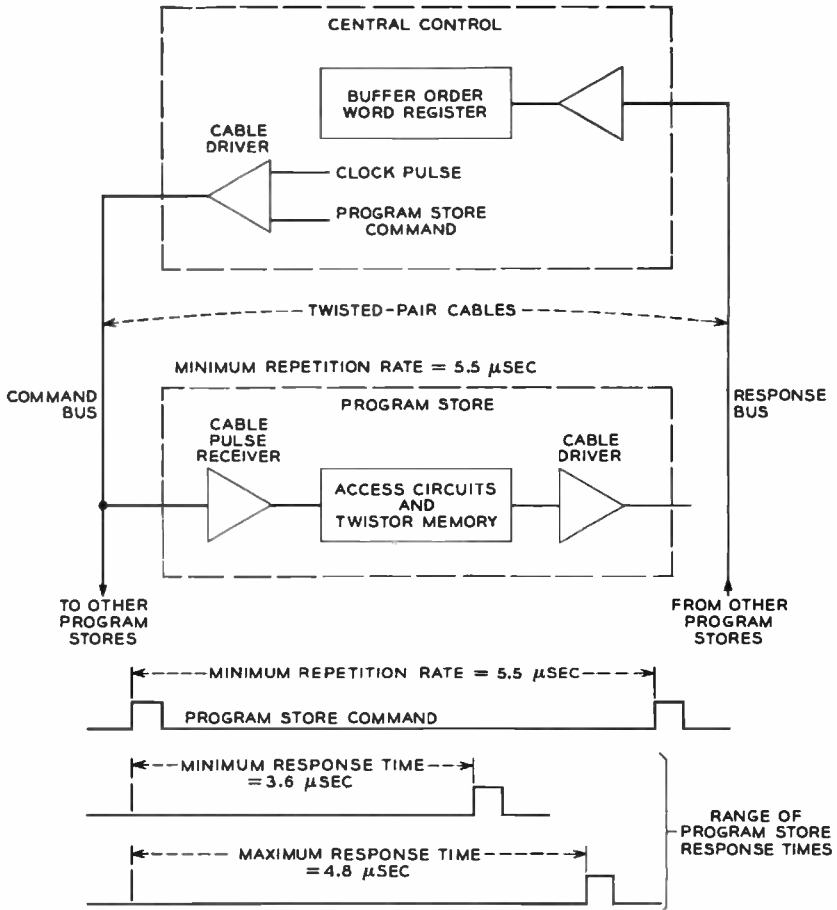 CENTRAL CONTROL
BUFFER ORDER
WORD REGISTER
CABLE
DRIVER
CLOCK PULSE
PROGRAM STORE
COMMAND
TWISTED-PAIR CABLES
MINIMUM REPETITION RATE = 5.5 μSEC
COMMAND
BUS
RESPONSE
BUS
PROGRAM STORE
CABLE
PULSE
RECEIVER
CABLE
DRIVER
ACCESS CIRCUITS
AND
TWISTOR MEMORY
TO OTHER
PROGRAM
STORES
FROM OTHER
PROGRAM
STORES
MINIMUM REPETITION RATE = 5.5 μSEC
PROGRAM STORE COMMAND
MINIMUM RESPONSE TIME
= 3.6 μSEC
MAXIMUM RESPONSE TIME
= 4.8 μSEC
RANGE OF
PROGRAM STORE
RESPONSE TIMES